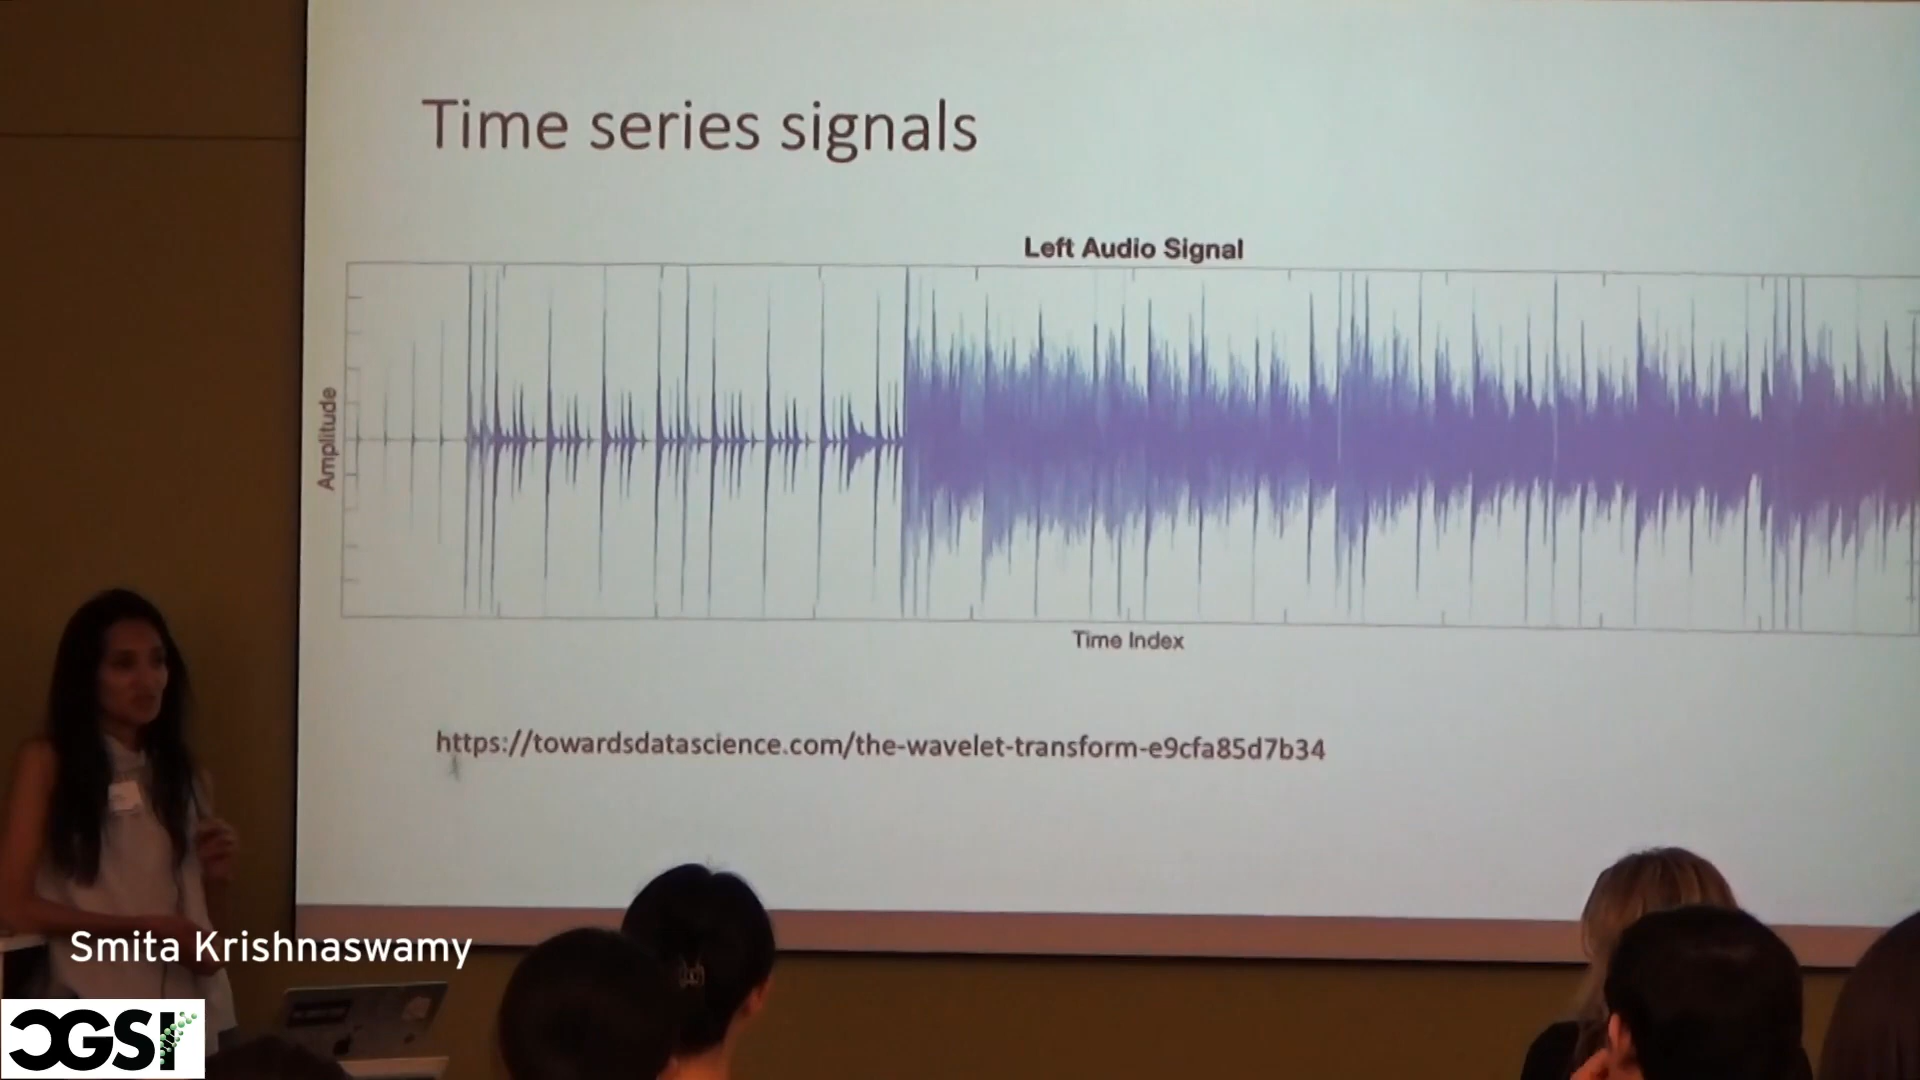 Time series signals
Left Audio Signal
Amplitude
Time Index
https://towardsdatascience.com/the-wavelet-transform-e9cfa85d7b34
Smita Krishnaswamy
CGSI